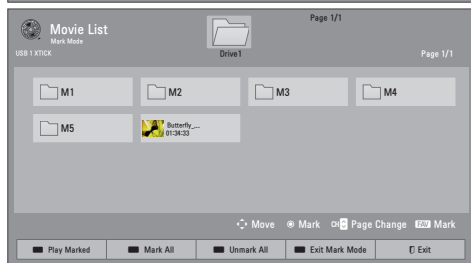 Page 1/1
Movie List
Mark Mode
USB 1 XTICK
Drive1
Page 1/1
M1
M2
M3
M4
M5
Butterfly_...
01:34:33
Move
Mark
CH
Page Change
FAV Mark
Play Marked
Mark All
Unmark All
Exit Mark Mode
Exit